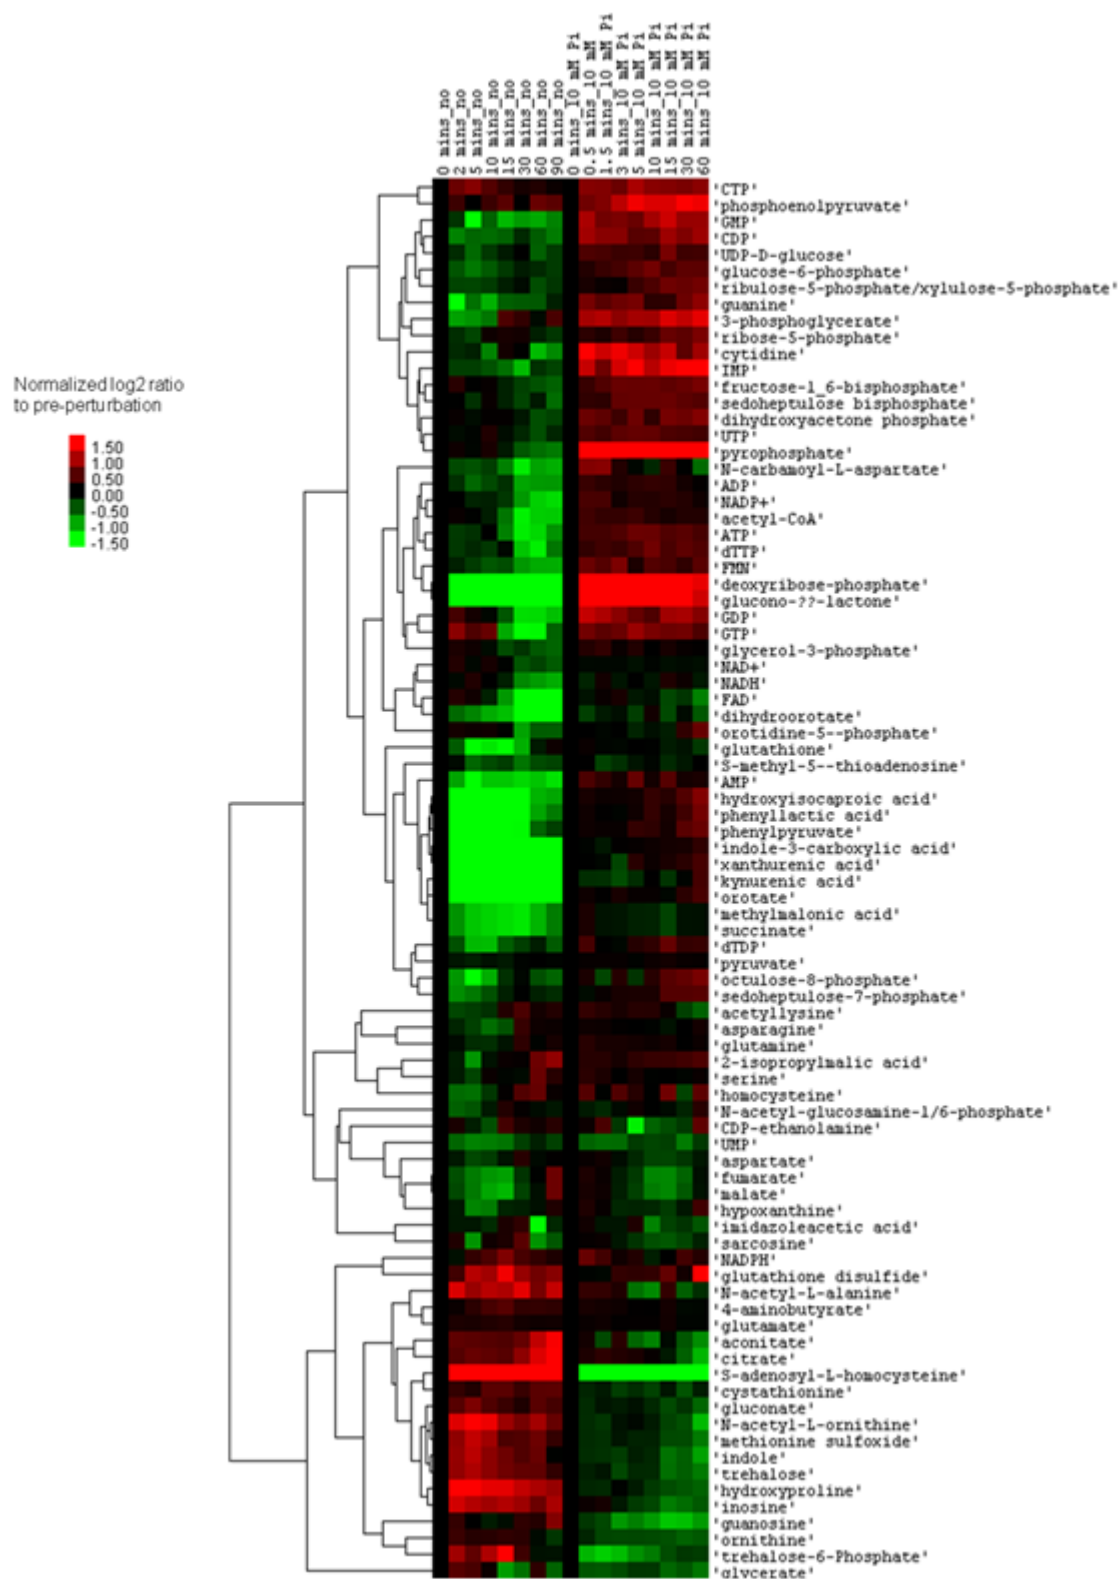 0 mins_no
2 mins_no
5 mins_no
10 mins_no
15 mins_no
30 mins_no
60 mins_no
90 mins_no
0 mins_10 mM Pi
0.5 mins_10 mM
1.5 mins_10 mM Pi
3 mins_10 mM Pi
5 mins_10 mM Pi
10 mins_10 mM Pi
15 mins_10 mM Pi
30 mins_10 mM Pi
60 mins_10 mM Pi
Normalized log2 ratio
to pre-perturbation
1.50
1.00
0.50
0.00
-0.50
-1.00
-1.50
'CTP'
'phosphoenolpyruvate'
'GMP'
'CDP'
'UDP-D-glucose'
'glucose-6-phosphate'
'ribulose-5-phosphate/xylulose-5-phosphate'
'guanine'
'3-phosphoglycerate'
'ribose-5-phosphate'
'cytidine'
'IMP'
'fructose-1_6-bisphosphate'
'sedoheptulose bisphosphate'
'dihydroxyacetone phosphate'
'UTP'
'pyrophosphate'
'N-carbamoyl-L-aspartate'
'ADP'
'NADP+'
'acetyl-CoA'
'ATP'
'dTTP'
'FMN'
'deoxyribose-phosphate'
'glucono-??-lactone'
'GDP'
'GTP'
'glycerol-3-phosphate'
'NAD+'
'NADH'
'FAD'
'dihydroorotate'
'orotidine-5--phosphate'
'glutathione'
'S-methyl-5--thioadenosine'
'AMP'
'hydroxyisocaproic acid'
'phenyllactic acid'
'phenylpyruvate'
'indole-3-carboxylic acid'
'xanthurenic acid'
'kynurenic acid'
'orotate'
'methylmalonic acid'
'succinate'
'dTDP'
'pyruvate'
'octulose-8-phosphate'
'sedoheptulose-7-phosphate'
'acetyllysine'
'asparagine'
'glutamine'
'2-isopropylmalic acid'
'serine'
'homocysteine'
'N-acetyl-glucosamine-1/6-phosphate'
'CDP-ethanolamine'
'UMP'
'aspartate'
'fumarate'
'malate'
'hypoxanthine'
'imidazoleacetic acid'
'sarcosine'
'NADPH'
'glutathione disulfide'
'N-acetyl-L-alanine'
'4-aminobutyrate'
'glutamate'
'aconitate'
'citrate'
'S-adenosyl-L-homocysteine'
'cystathionine'
'gluconate'
'N-acetyl-L-ornithine'
'methionine sulfoxide'
'indole'
'trehalose'
'hydroxyproline'
'inosine'
'guanosine'
'ornithine'
'trehalose-6-Phosphate'
'glycerate'